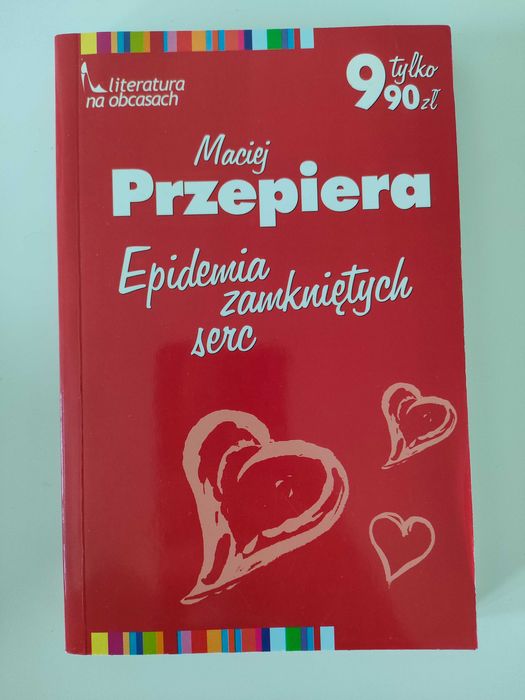 literatura
na obcasach
9 tylko
90 zł
Maciej
Przepiera
Epidemia
zamkniętych
serc